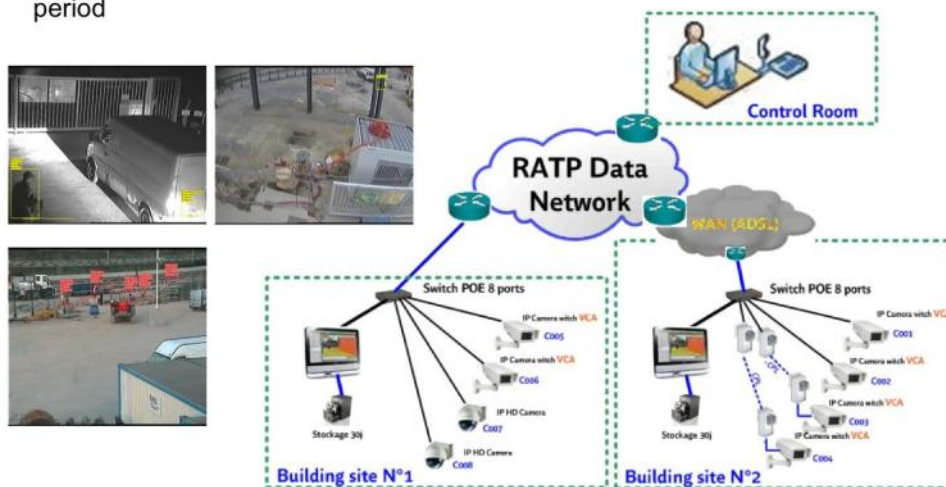 period
Control Room
RATP Data
Network
WAN (ADSL)
Switch POE 8 ports
IP Camera witch VCA
C005
IP Camera witch VCA
C006
IP HD Camera
C007
IP HD Camera
C008
Stockage 30j
Building site N°1
Switch POE 8 ports
IP Camera witch VC
C001
IP Camera witch VCA
C002
CPL
CPL
IP Camera witch VCA
C003
IP Camera witch VCA
C004
Stockage 30j
Building site N°2